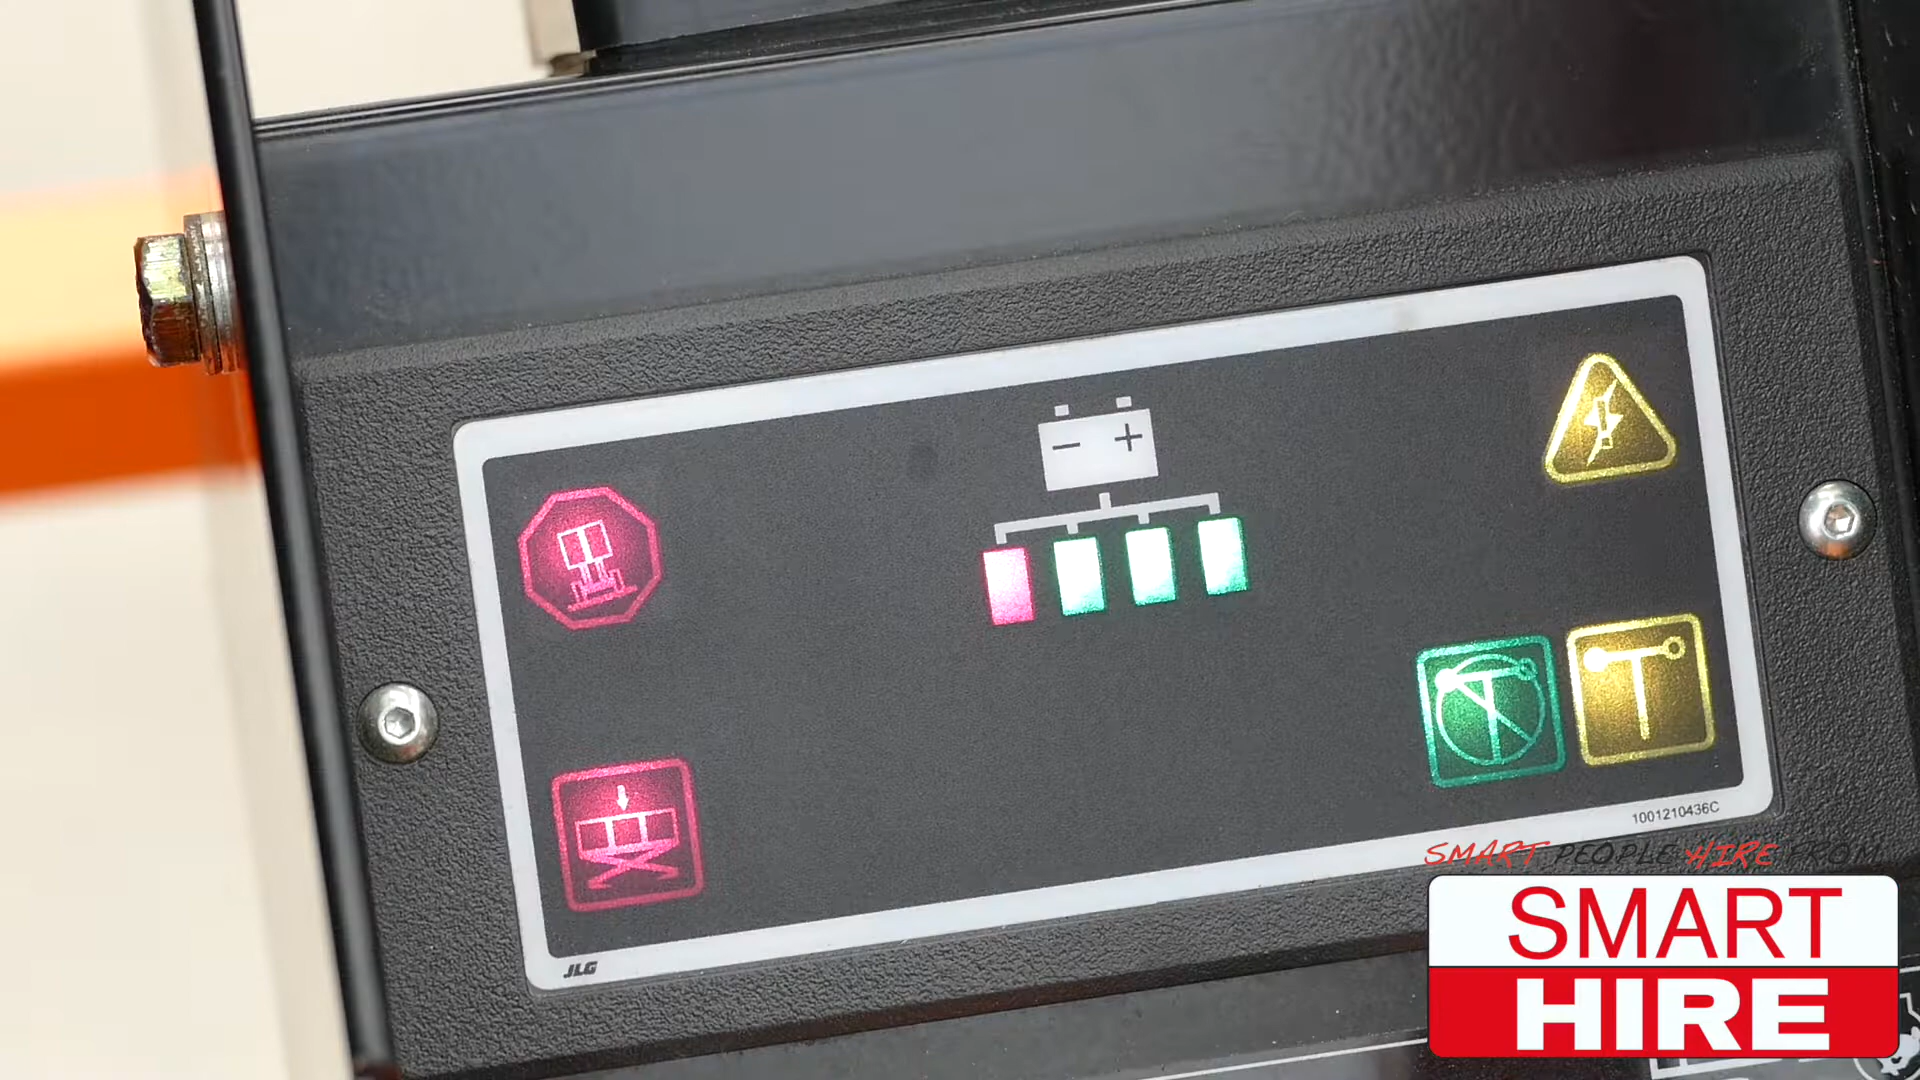 - +
1001210436C
JLG
SMART PEOPLE HIRE FROM
SMART
HIRE